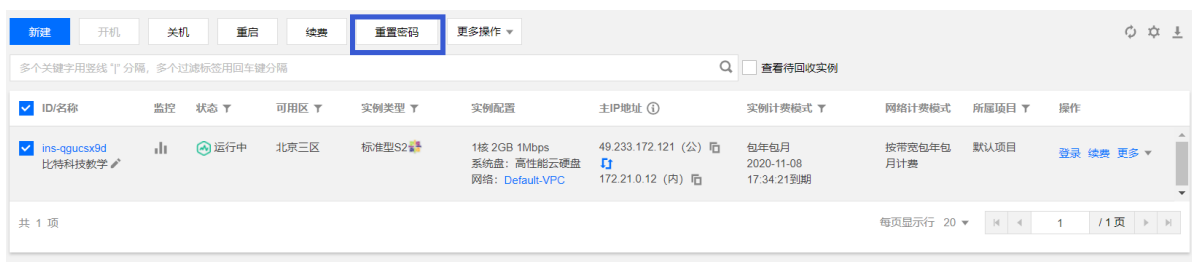 新建 开机 关机 重启 续费 重置密码 更多操作
多个关键字用竖线 "|" 分隔，多个过滤标签用回车键分隔 查看待回收实例
ID/名称 监控 状态 可用区 实例类型 实例配置 主IP地址 实例计费模式 网络计费模式 所属项目 操作
ins-qgucsx9d 运行中 北京三区 标准型S2 1核 2GB 1Mbps 49.233.172.121 (公) 包年包月 按带宽包年包 默认项目 登录 续费 更多
比特科技教学 系统盘：高性能云硬盘 2020-11-08 月计费
网络：Default-VPC 172.21.0.12 (内) 17:34:21到期
共 1 项 每页显示行 20 1 / 1 页